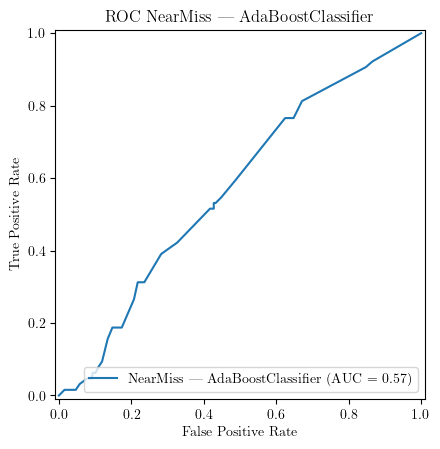 ROC NearMiss — AdaBoostClassifier
True Positive Rate
1.0
0.8
0.6
0.4
0.2
0.0
NearMiss — AdaBoostClassifier (AUC = 0.57)
0.0 0.2 0.4 0.6 0.8 1.0
False Positive Rate